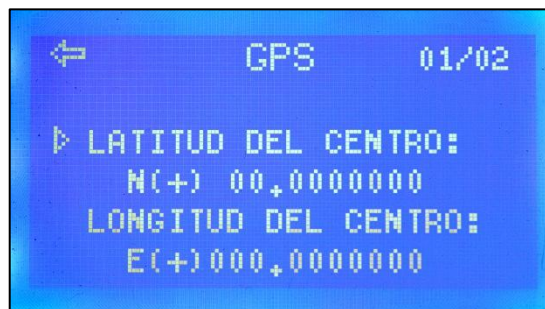 GPS 01/02
LATITUD DEL CENTRO:
N(+) 00.0000000
LONGITUD DEL CENTRO:
E(+)000.0000000